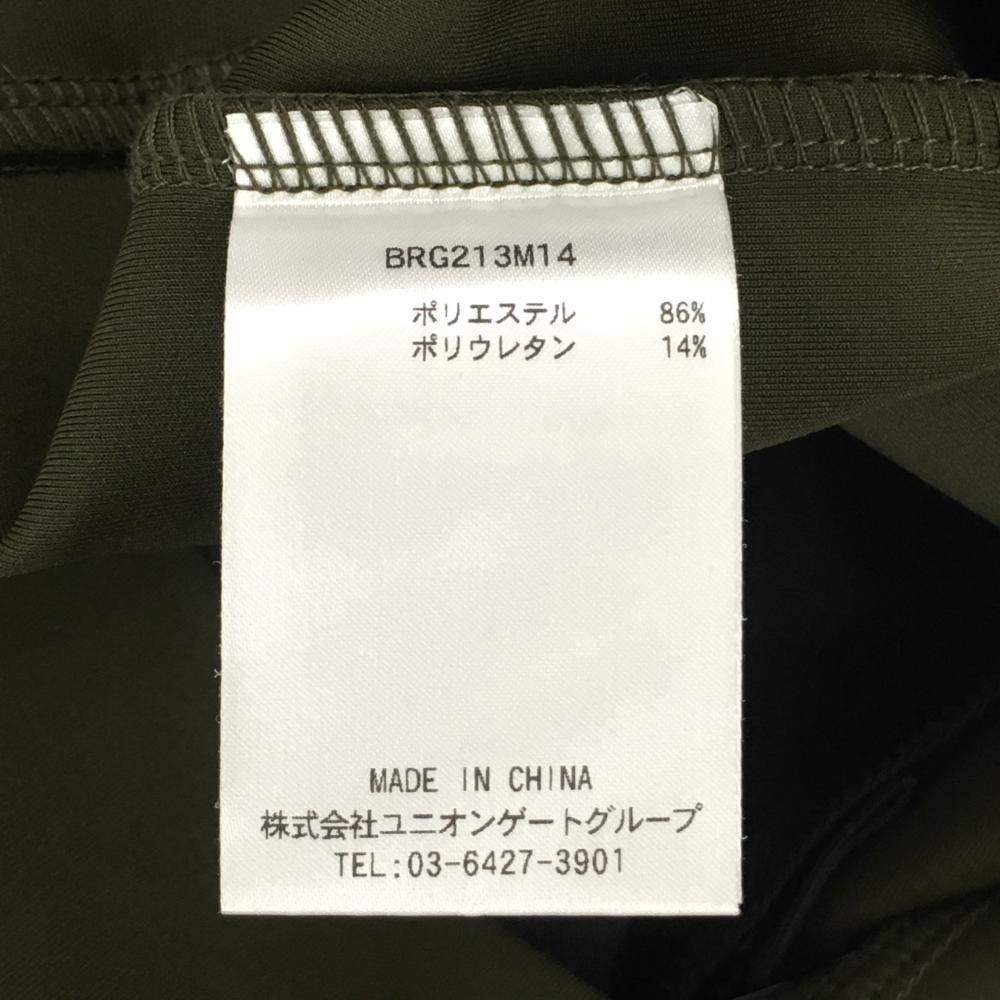 BRG213M14
ポリエステル 86%
ポリウレタン 14%
MADE IN CHINA
株式会社ユニオンゲートグループ
TEL:03-6427-3901